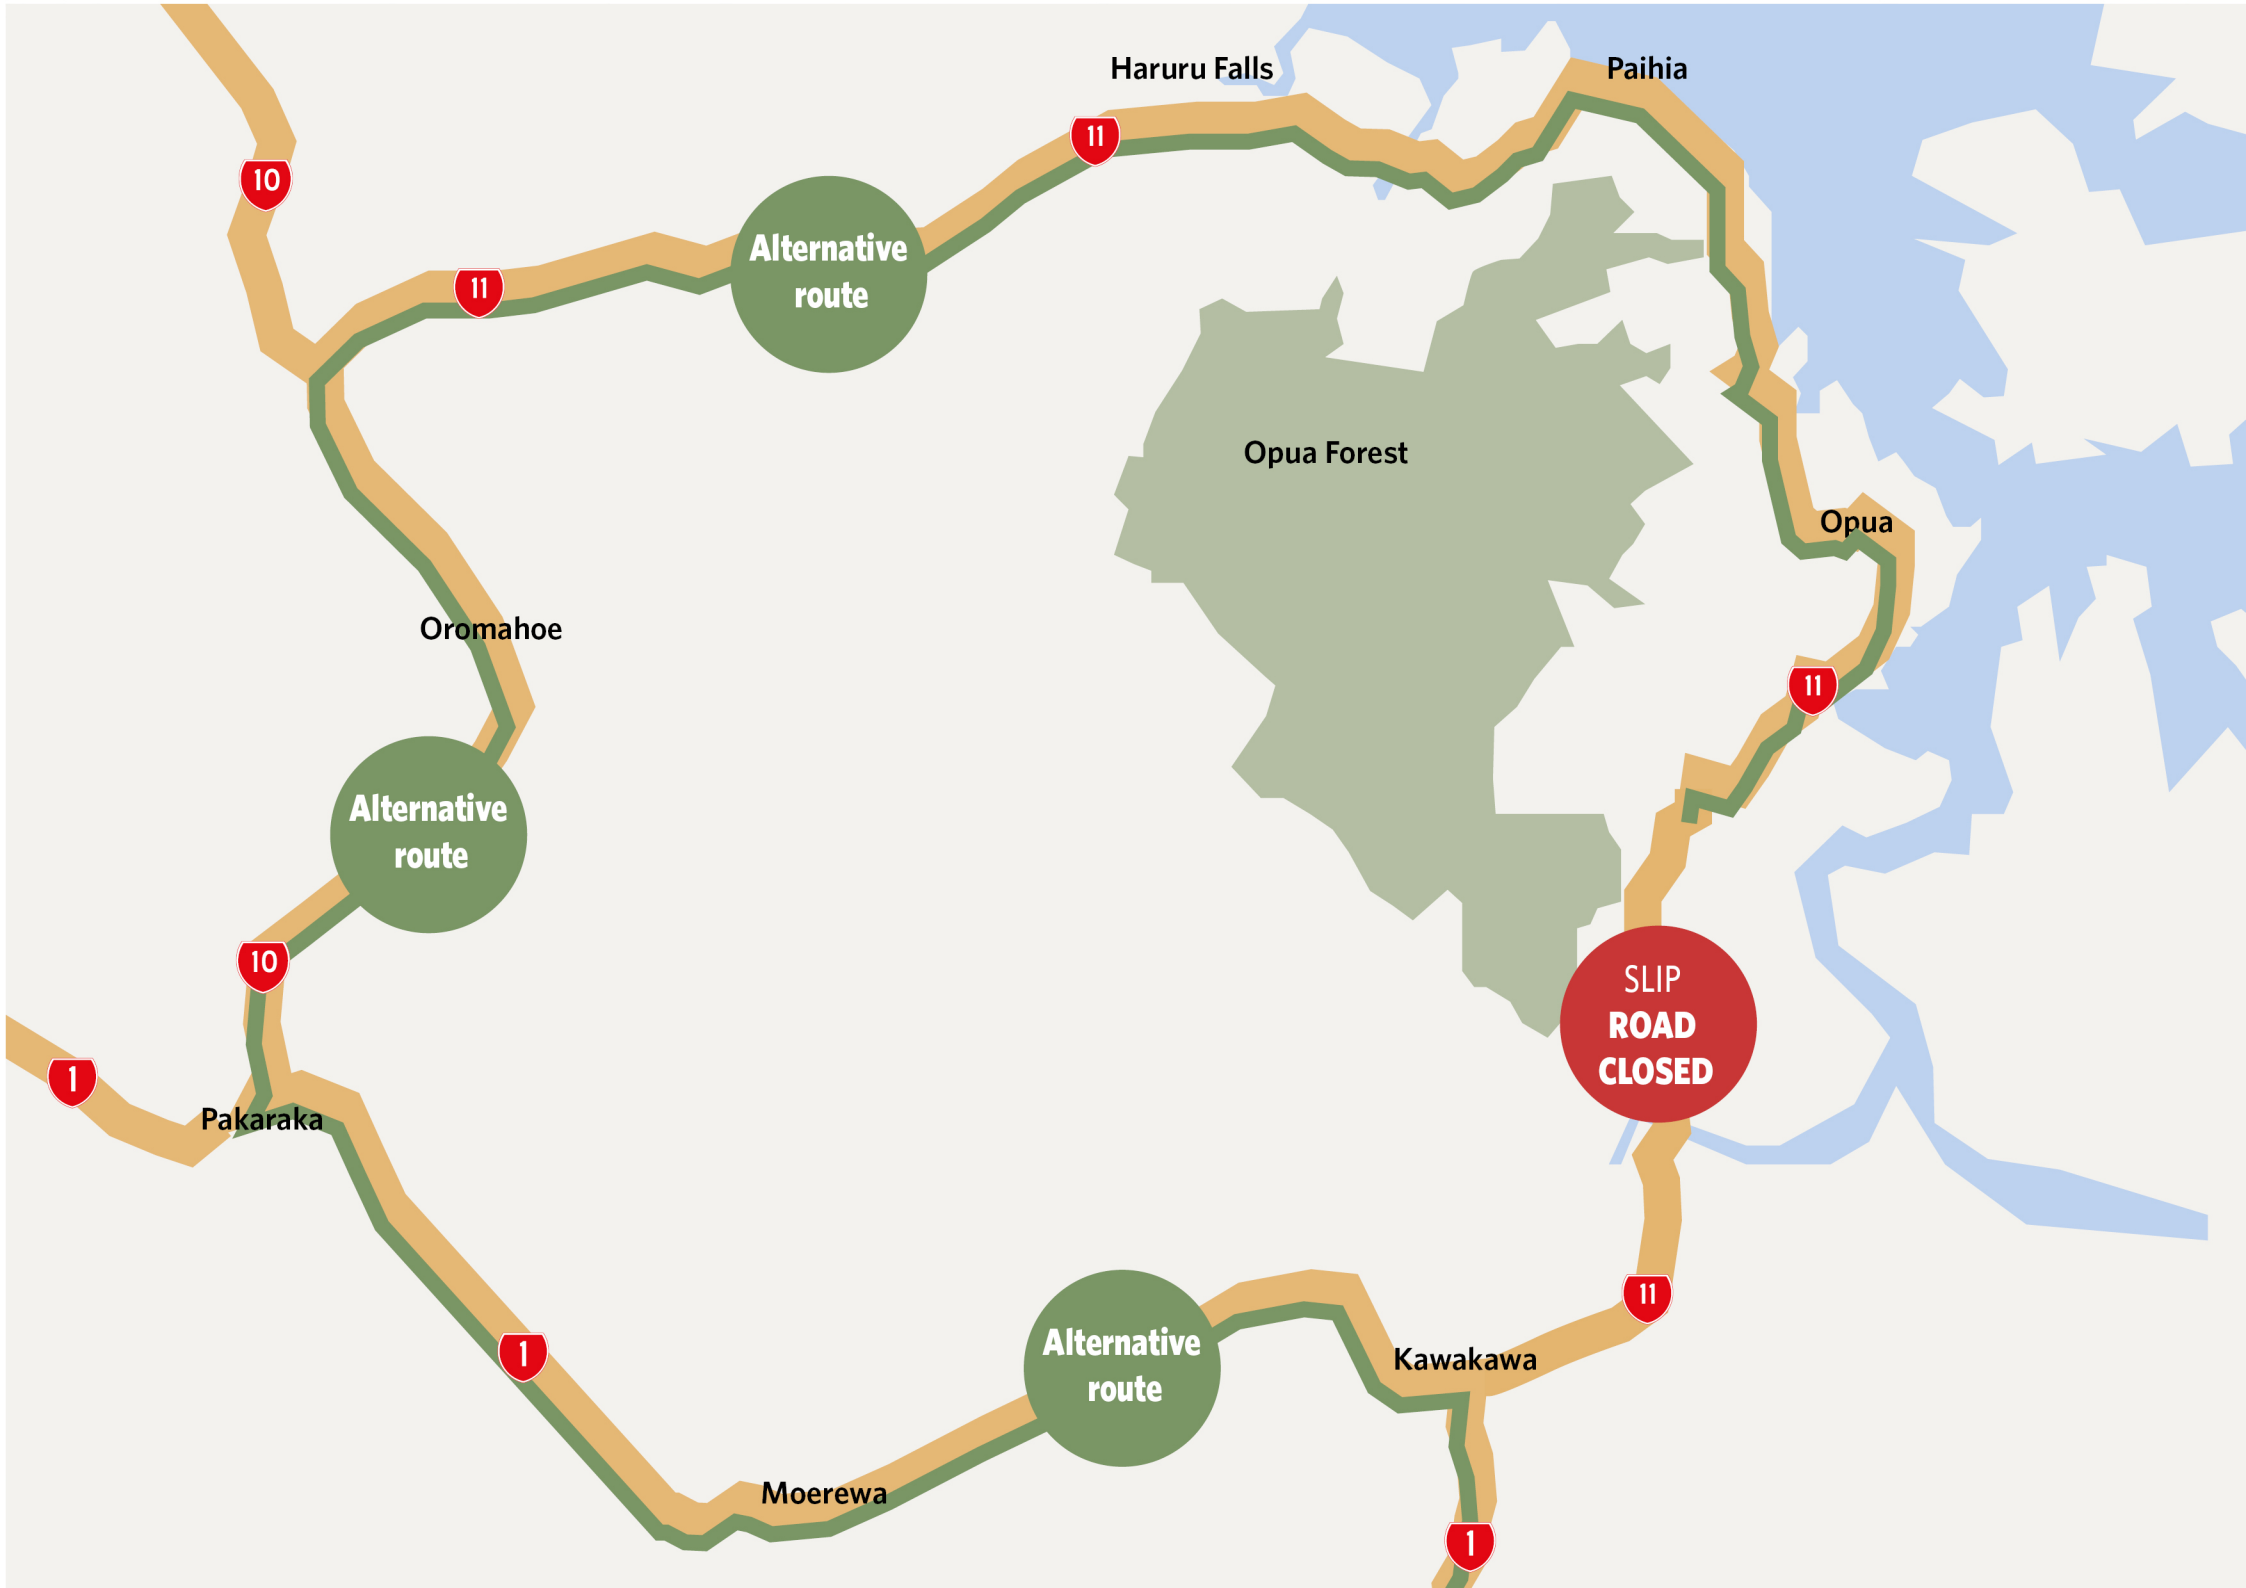 Haruru Falls
Paihia
11
10
Alternative
route
11
Opua Forest
Opua
Oromahoe
11
Alternative
route
10
SLIP
ROAD
CLOSED
1
Pakaraka
11
1
Alternative
route
Kawakawa
Moerewa
1